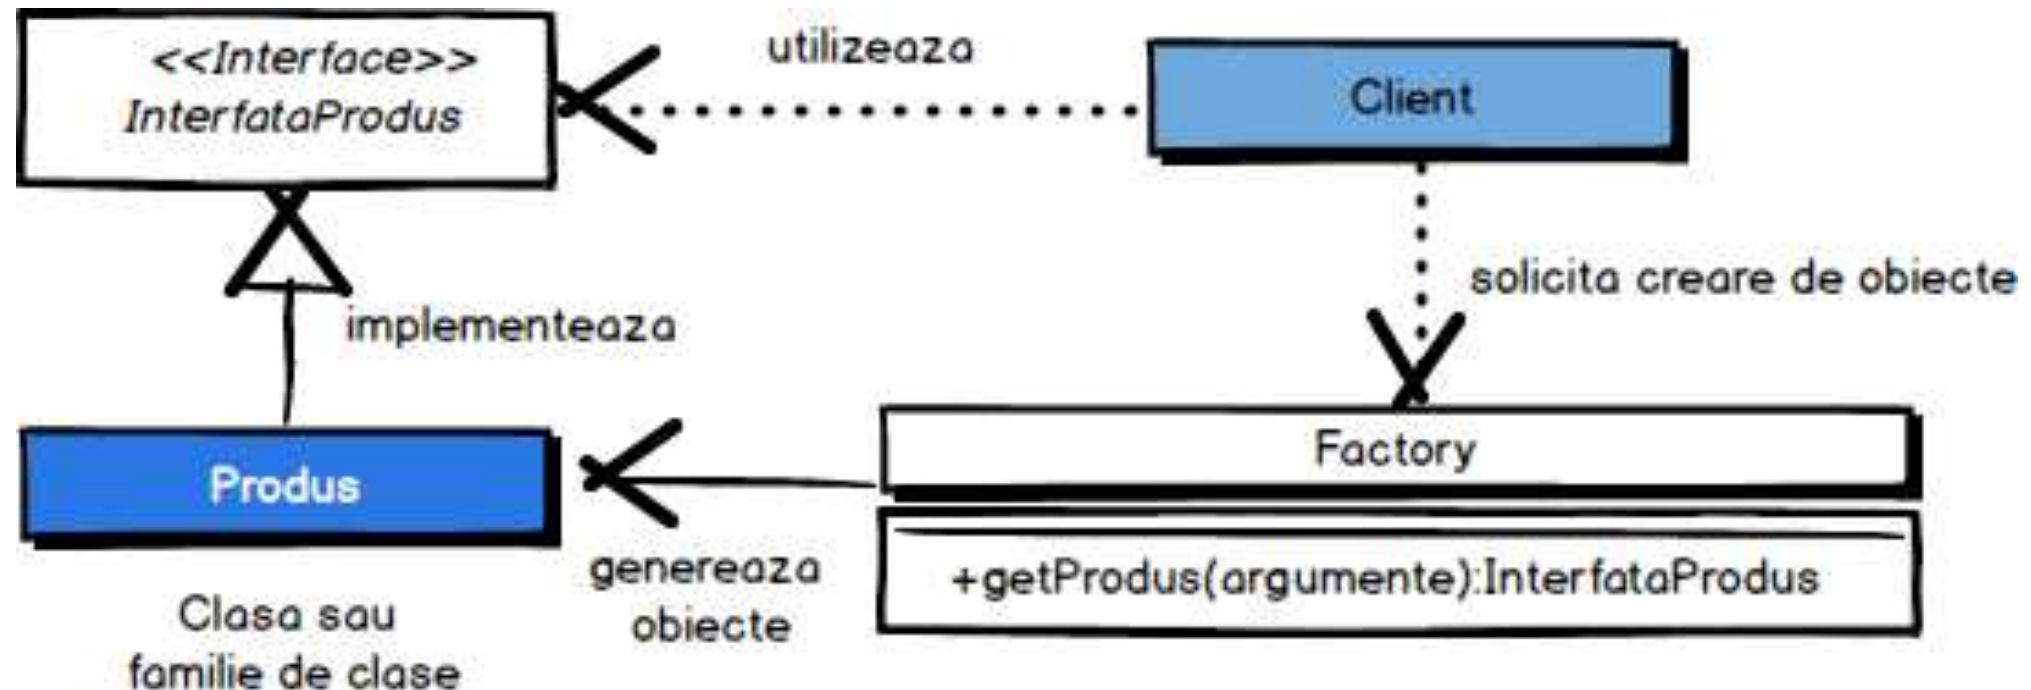 <<Interface>>
InterfataProdus
utilizeaza
Client
solicita creare de obiecte
implementeaza
Factory
+getProdus(argumente):InterfataProdus
Produs
genereaza
obiecte
Clasa sau
familie de clase